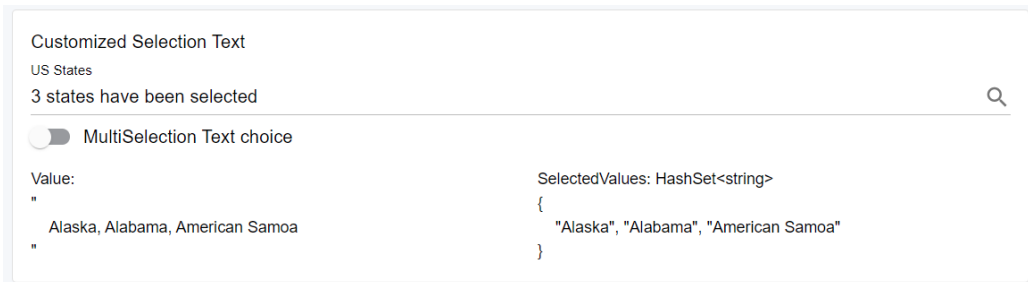 Customized Selection Text
US States
3 states have been selected
MultiSelection Text choice
Value:
"
Alaska, Alabama, American Samoa
"
SelectedValues: HashSet<string>
{
"Alaska", "Alabama", "American Samoa"
}